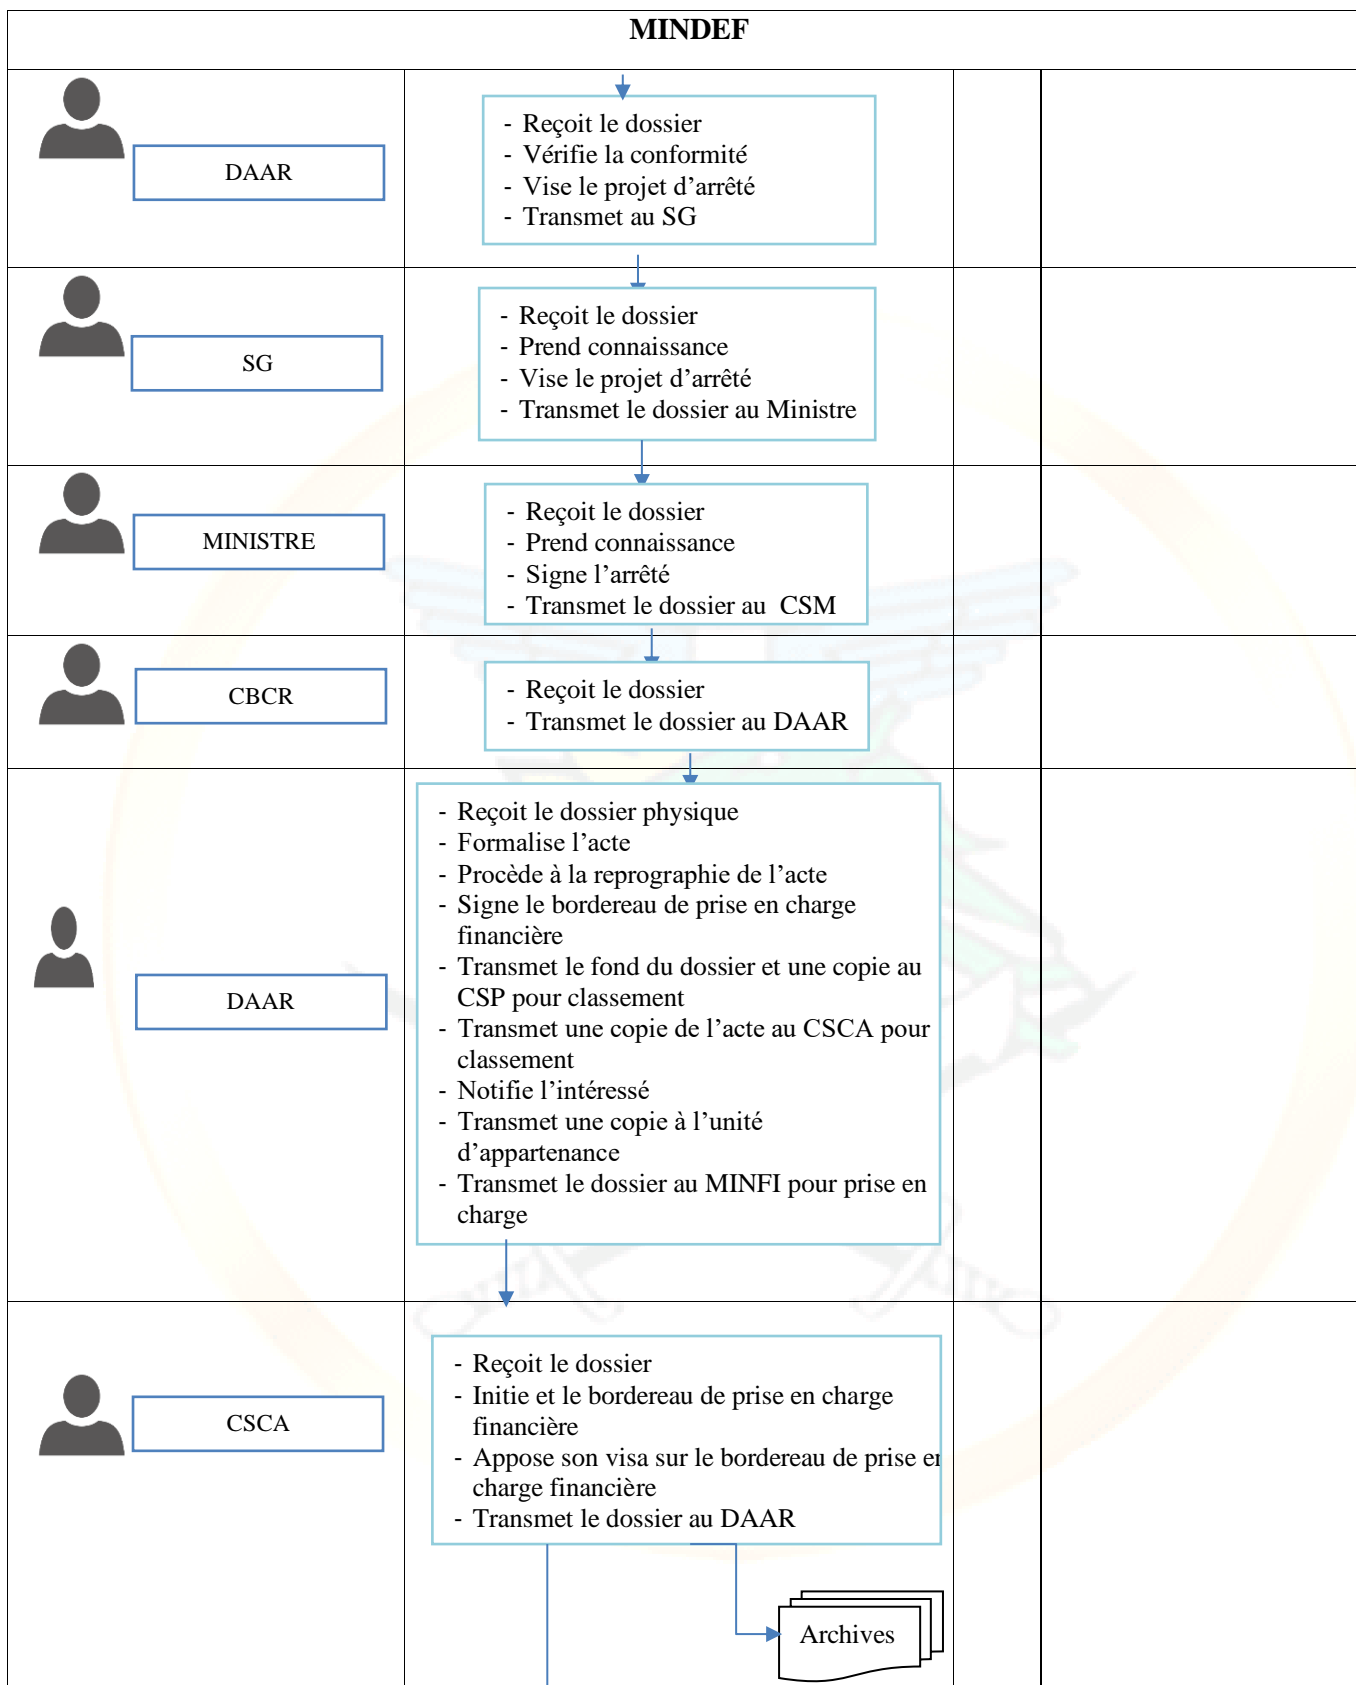 MINDEF
DAAR
- Reçoit le dossier
- Vérifie la conformité
- Vise le projet d’arrêté
- Transmet au SG
SG
- Reçoit le dossier
- Prend connaissance
- Vise le projet d’arrêté
- Transmet le dossier au Ministre
MINISTRE
- Reçoit le dossier
- Prend connaissance
- Signe l’arrêté
- Transmet le dossier au CSM
CBCR
- Reçoit le dossier
- Transmet le dossier au DAAR
DAAR
- Reçoit le dossier physique
- Formalise l’acte
- Procède à la reprographie de l’acte
- Signe le bordereau de prise en charge
financière
- Transmet le fond du dossier et une copie au
CSP pour classement
- Transmet une copie de l’acte au CSCA pour
classement
- Notifie l’intéressé
- Transmet une copie à l’unité
d’appartenance
- Transmet le dossier au MINFI pour prise en
charge
CSCA
- Reçoit le dossier
- Initie et le bordereau de prise en charge
financière
- Appose son visa sur le bordereau de prise en
charge financière
- Transmet le dossier au DAAR
Archives